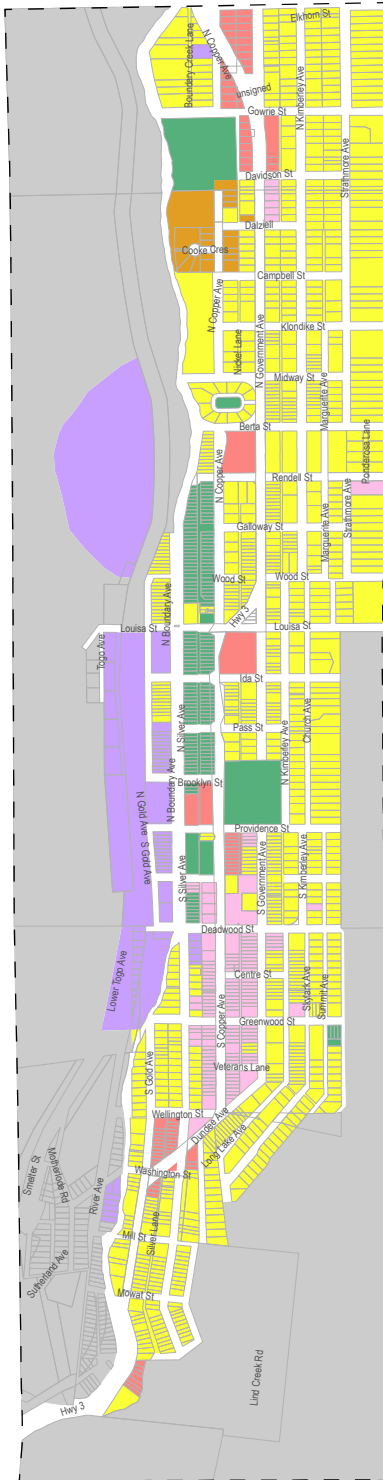 Elkhorn St
N Copper Ave
Boundary Creek Lane
unsigned
N Kimberley Ave
Gowrie St
Strathmore Ave
Davidson St
Dalziell
Cooke Cres
Campbell St
N Copper Ave
Klondike St
Nickel Lane
N Government Ave
Midway St
Marguerite Ave
Berta St
N Copper Ave
Ponderosa Lane
Rendell St
Strathmore Ave
Galloway St
Marguerite Ave
Wood St
Wood St
Hwy 3
N Boundary Ave
Louisa St
Louisa St
Togo Ave
Ida St
Church Ave
N Silver Ave
Pass St
N Kimberley Ave
N Boundary Ave
Brooklyn St
N Gold Ave
S Gold Ave
Providence St
S Silver Ave
S Government Ave
S Kimberley Ave
Deadwood St
Lower Togo Ave
Centre St
Skylark Ave
Summit Ave
S Copper Ave
Greenwood St
S Gold Ave
Veterans Lane
Wellington St
Dundee Ave
Long Lake Ave
Smelter St
Motherlode Rd
Washington St
River Ave
Silver Lane
Mill St
Sutherland Ave
Mowat St
Lind Creek Rd
Hwy 3